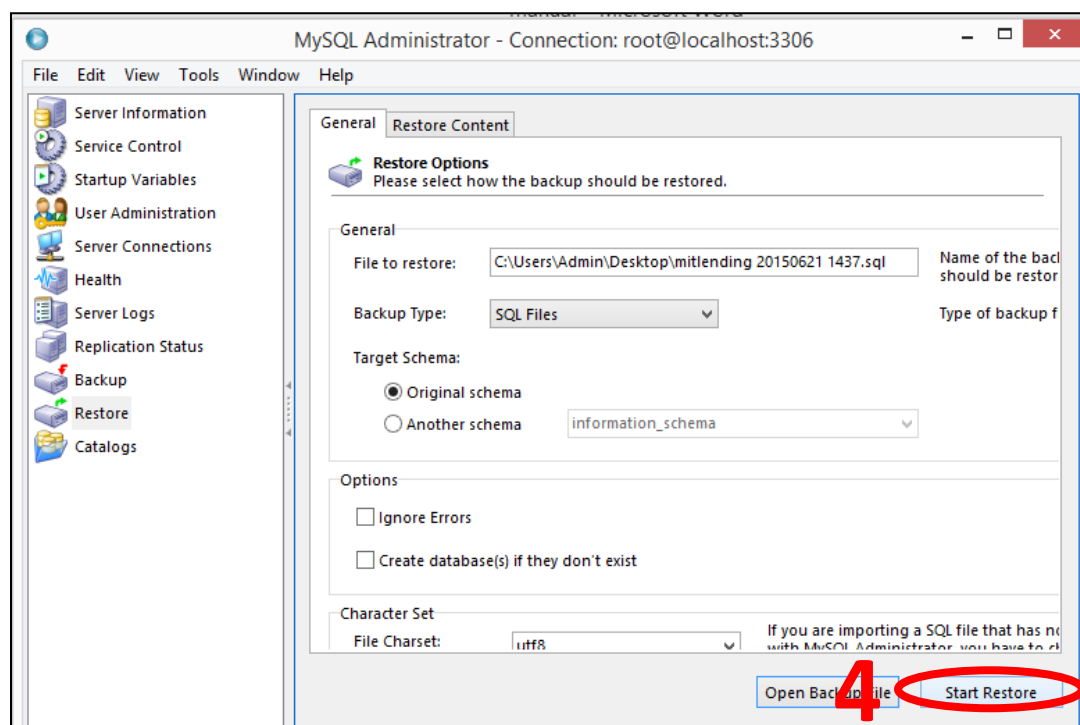 manual - Microsoft Word
MySQL Administrator - Connection: root@localhost:3306
File Edit View Tools Window Help
Server Information
Service Control
Startup Variables
User Administration
Server Connections
Health
Server Logs
Replication Status
Backup
Restore
Catalogs
General Restore Content
Restore Options
Please select how the backup should be restored.
General
File to restore: C:\Users\Admin\Desktop\mitlending 20150621 1437.sql
Name of the bac
should be restor
Backup Type: SQL Files Type of backup f
Target Schema:
Original schema
Another schema information_schema
Options
Ignore Errors
Create database(s) if they don't exist
Character Set
File Charset: utf8
If you are importing a SQL file that has no
with MySQL Administrator, you have to c
Open Backup File 4 Start Restore